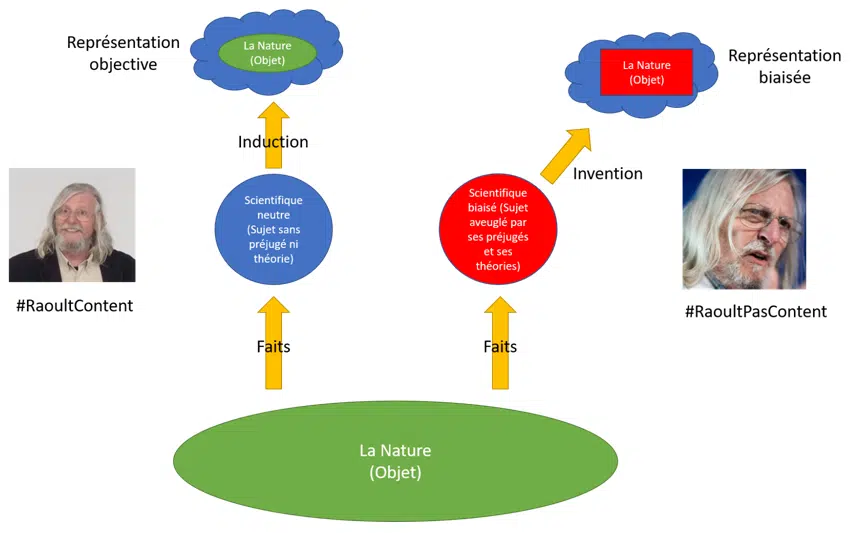 Représentation
objective
La Nature
(Objet)
La Nature
(Objet)
Représentation
biaisée
Induction
Invention
Scientifique
neutre
(Sujet sans
préjugé ni
théorie)
Scientifique
biaisé (Sujet
aveuglé par
ses préjugés
et ses
théories)
#RaoultContent
#RaoultPasContent
Faits
Faits
La Nature
(Objet)